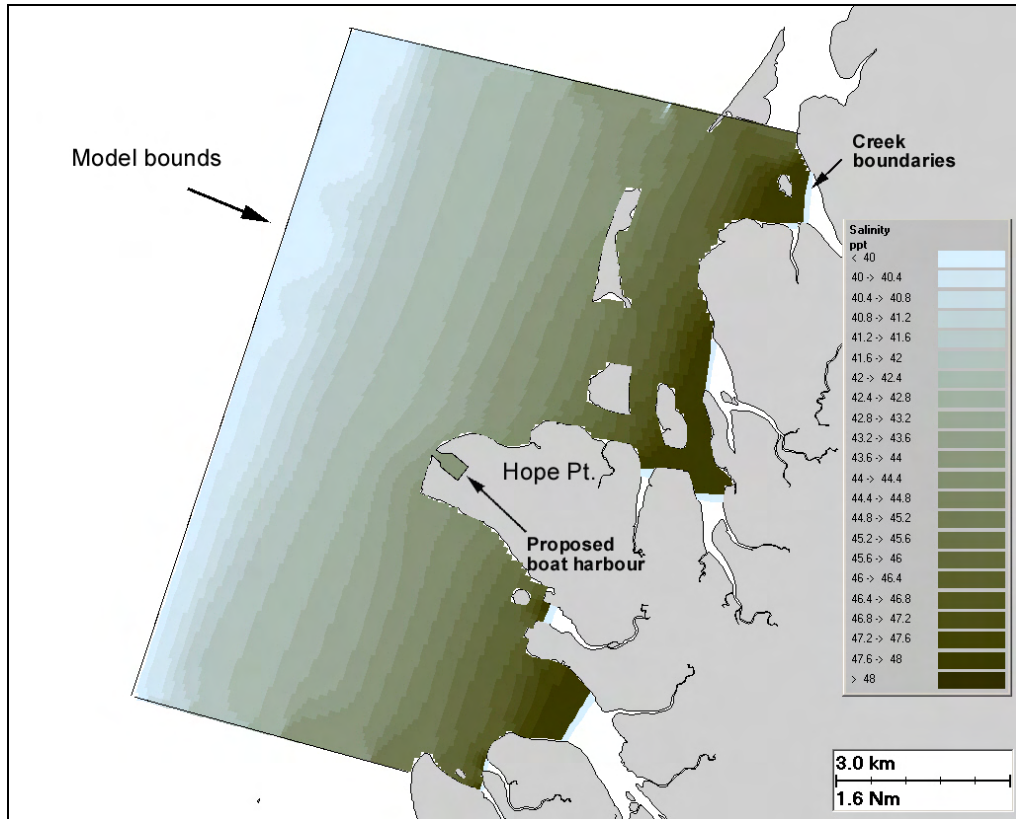 Model bounds
Creek
boundaries
Salinity
ppt
< 40
40 -> 40.4
40.4 -> 40.8
40.8 -> 41.2
41.2 -> 41.6
41.6 -> 42
42 -> 42.4
42.4 -> 42.8
42.8 -> 43.2
43.2 -> 43.6
43.6 -> 44
44 -> 44.4
44.4 -> 44.8
44.8 -> 45.2
45.2 -> 45.6
45.6 -> 46
46 -> 46.4
46.4 -> 46.8
46.8 -> 47.2
47.2 -> 47.6
47.6 -> 48
> 48
Hope Pt.
Proposed
boat harbour
3.0 km
1.6 Nm